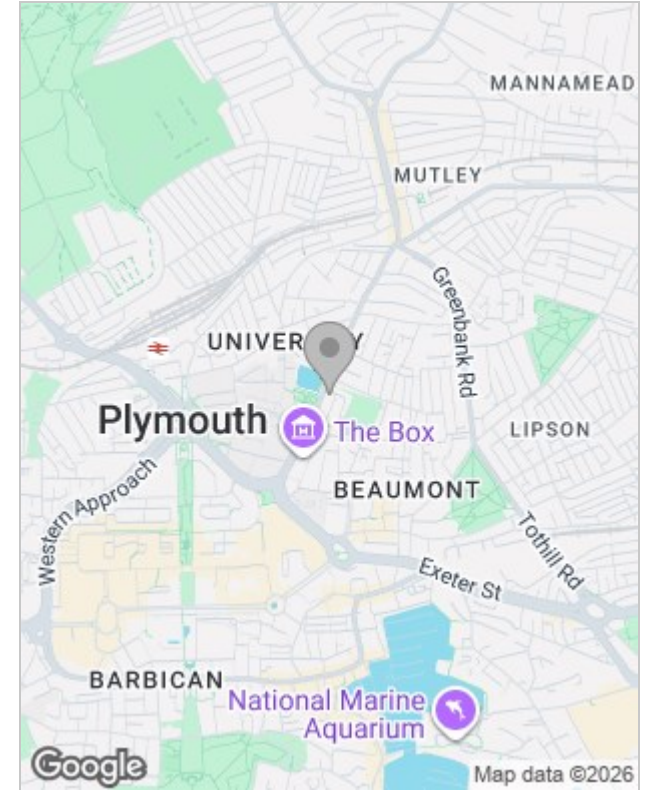 MANNAMEAD
MUTLEY
Greenbank Rd
Plymouth
The Box
LIPSON
BEAUMONT
Western Approach
Tothill Rd
Exeter St
BARBICAN
National Marine
Aquarium
Google
Map data ©2026